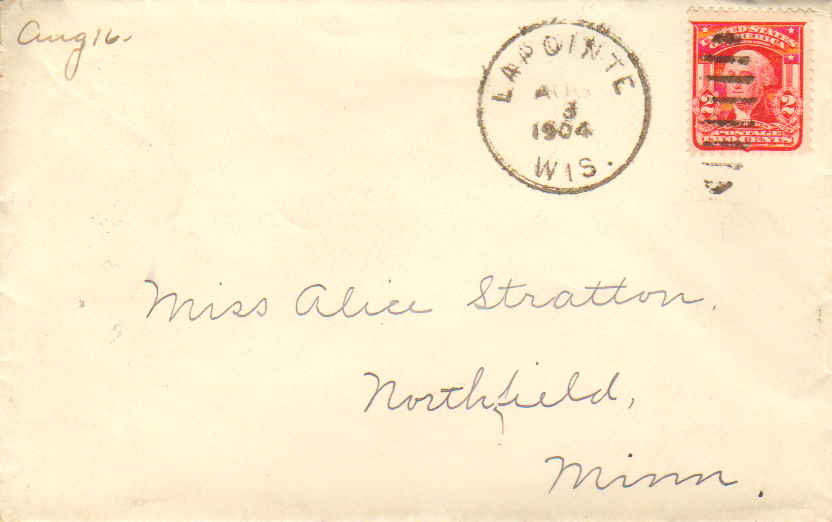 Aug 16.
LAPOINTE
AUG
3
1904
WIS.
UNITED STATES
OF AMERICA
2 2
POSTAGE
TWO CENTS
Miss Alice Stratton.
Northfield,
Minn.